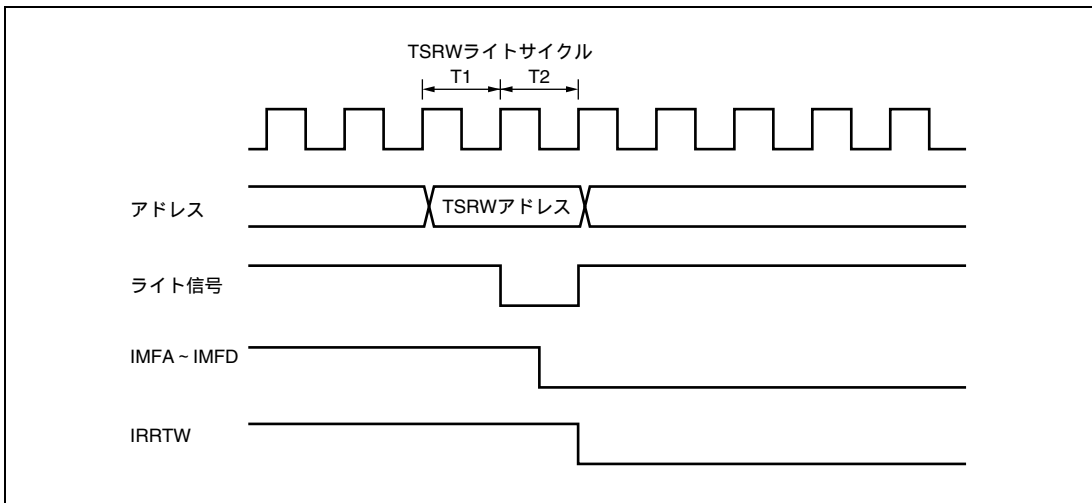 TSRWライトサイクル
T1 T2
アドレス TSRWアドレス
ライト信号
IMFA ~ IMFD
IRRTW